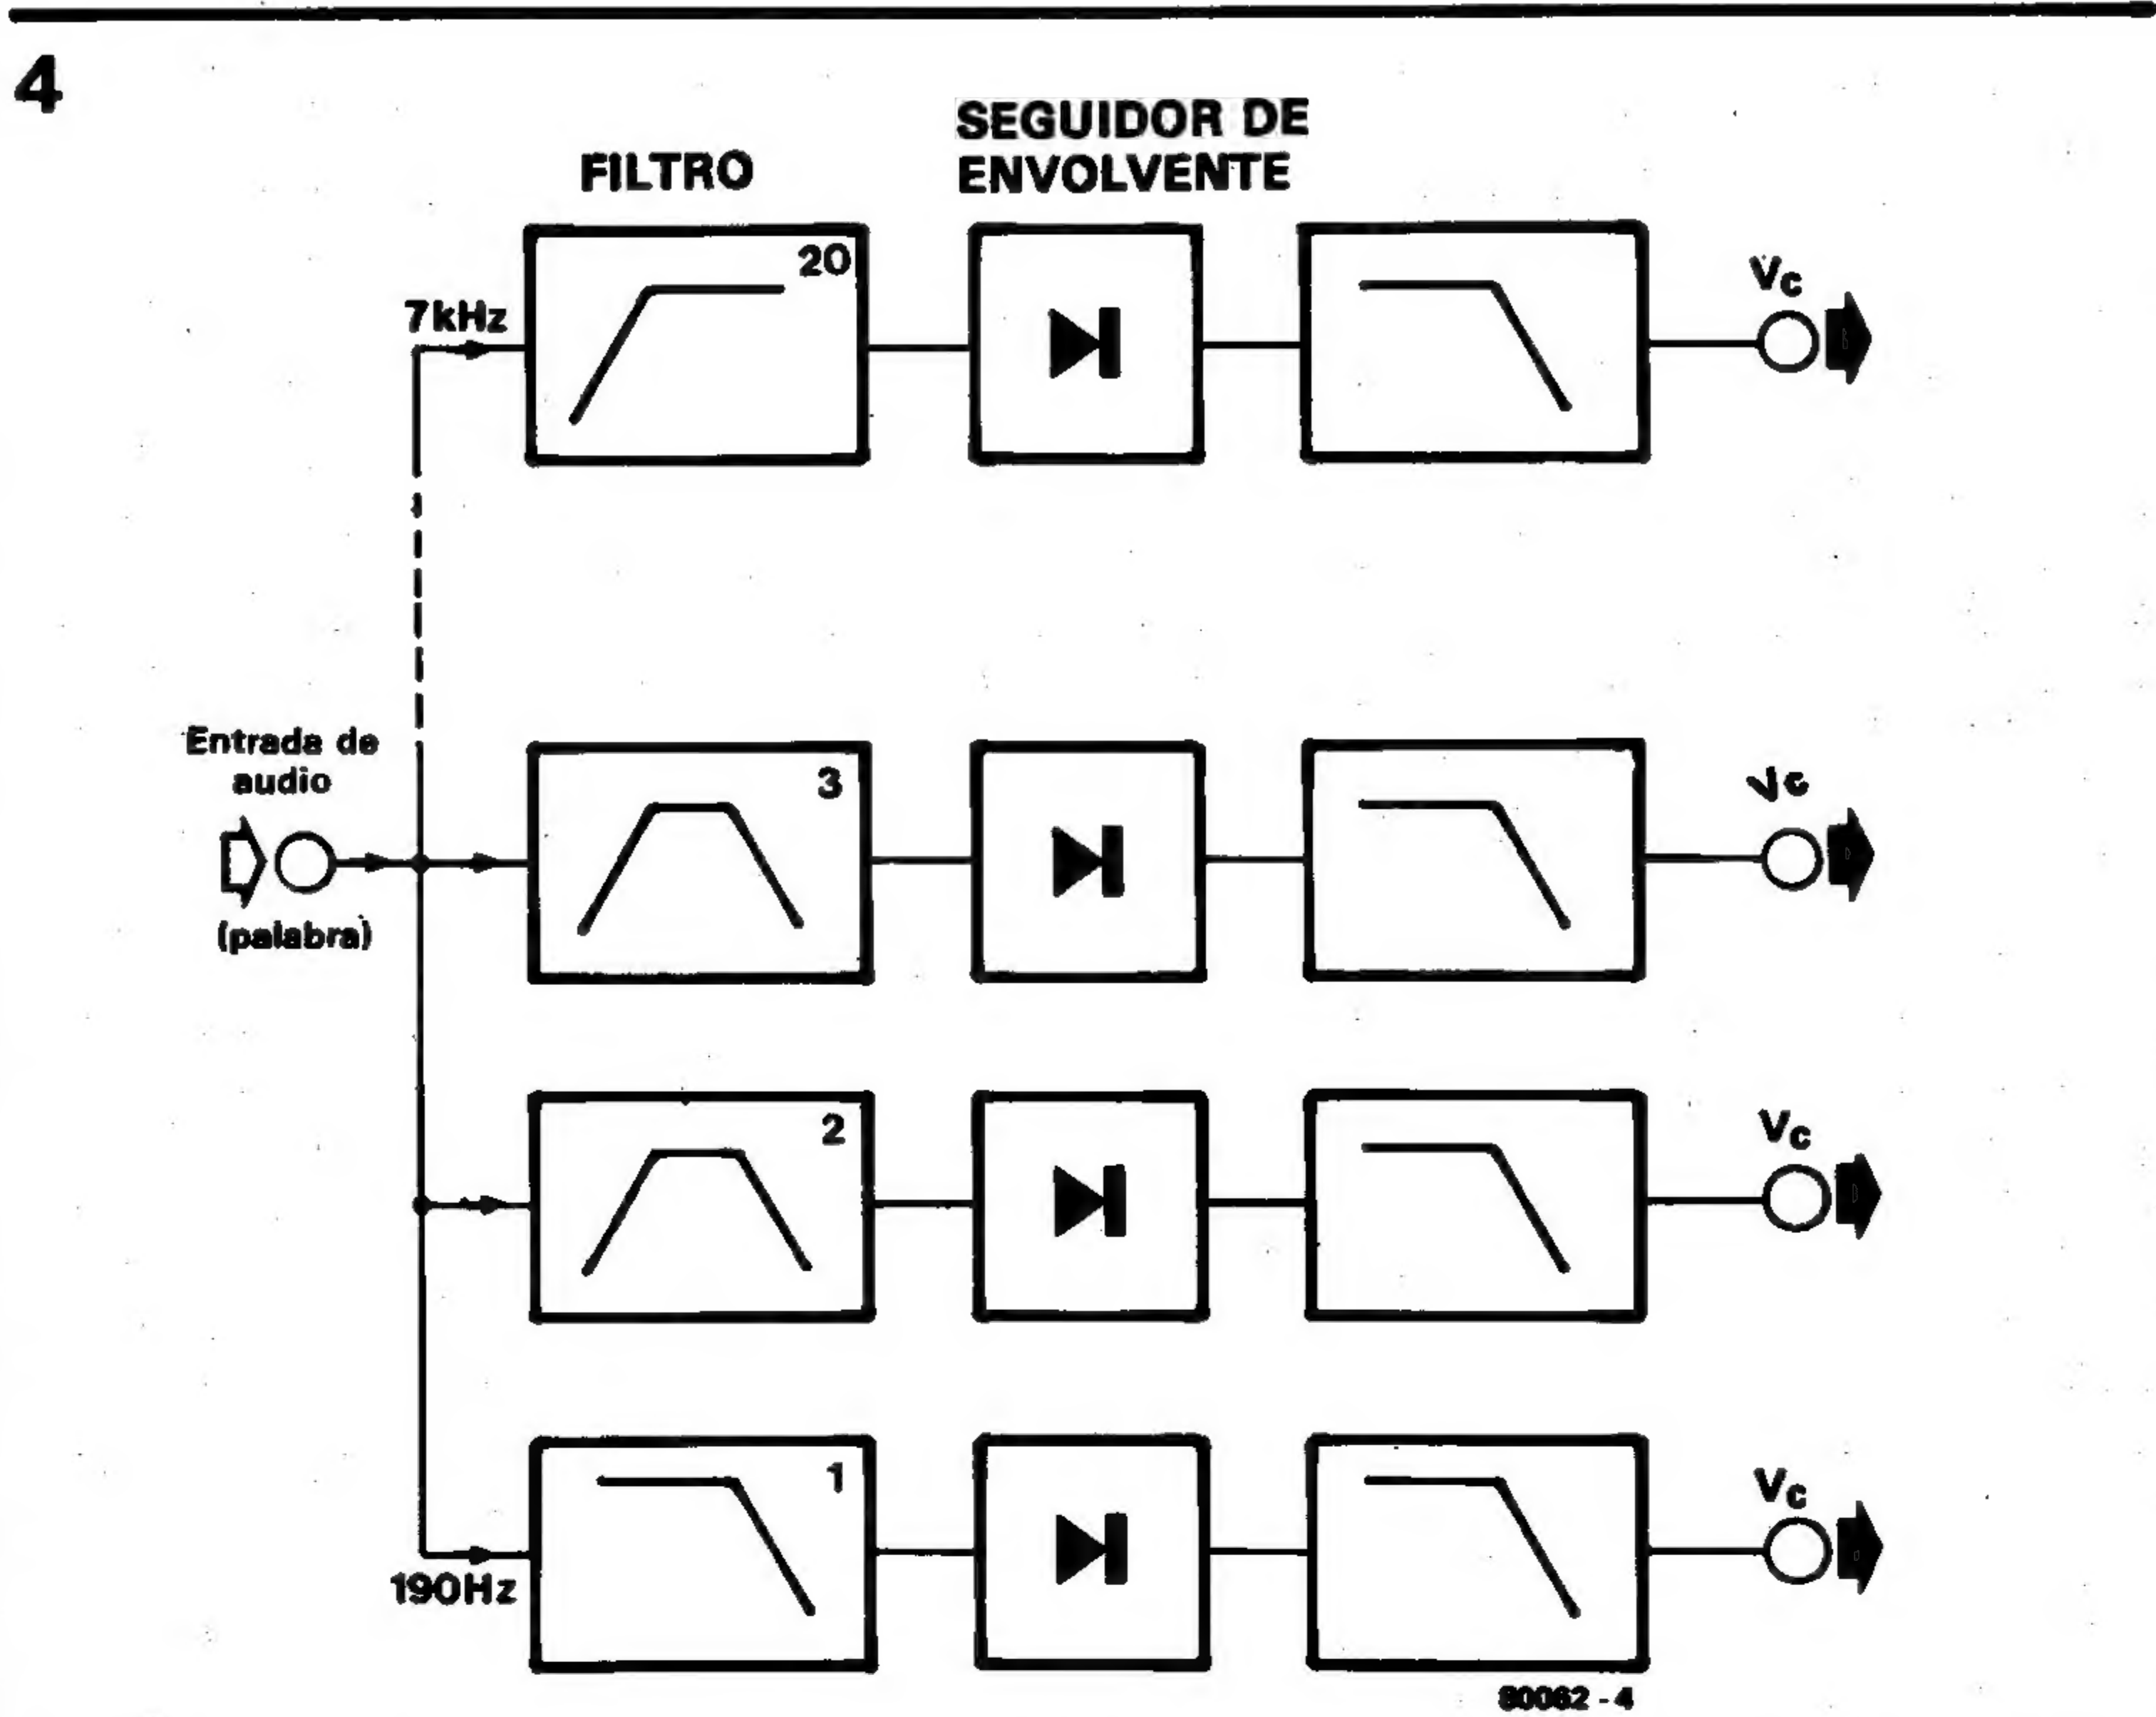 4
SEGUIDOR DE
ENVOLVENTE
FILTRO
20
7kHz
Vc
Entrada de
audio
(palabra)
3
Vc
2
Vc
1
190Hz
Vc
80062 - 4